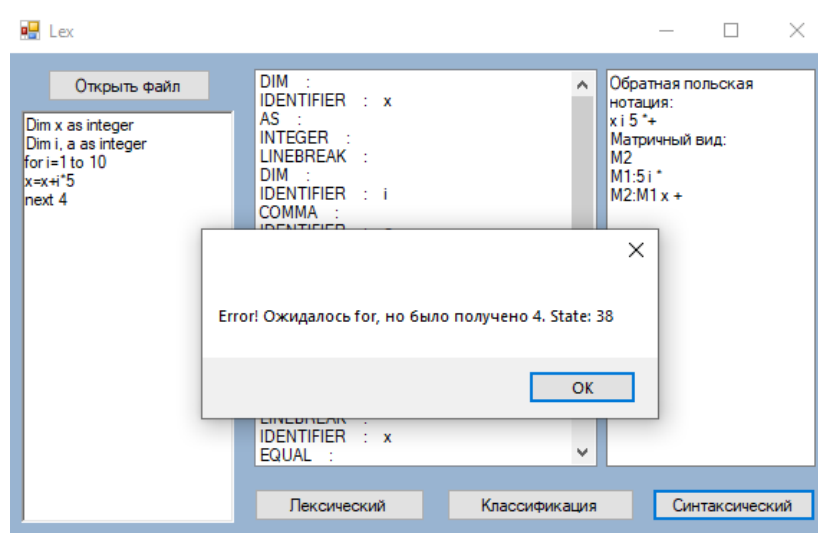 Lex
Открыть файл
Dim x as integer
Dim i, a as integer
for i=1 to 10
x=x+i*5
next 4
DIM :
IDENTIFIER : x
AS :
INTEGER :
LINEBREAK :
DIM :
IDENTIFIER : i
COMMA :
Обратная польская
нотация:
x i 5 *+
Матричный вид:
M2
M1:5 i *
M2:M1 x +
Error! Ожидалось for, но было получено 4. State: 38
OK
LINEBREAK :
IDENTIFIER : x
EQUAL :
Лексический
Классификация
Синтаксический